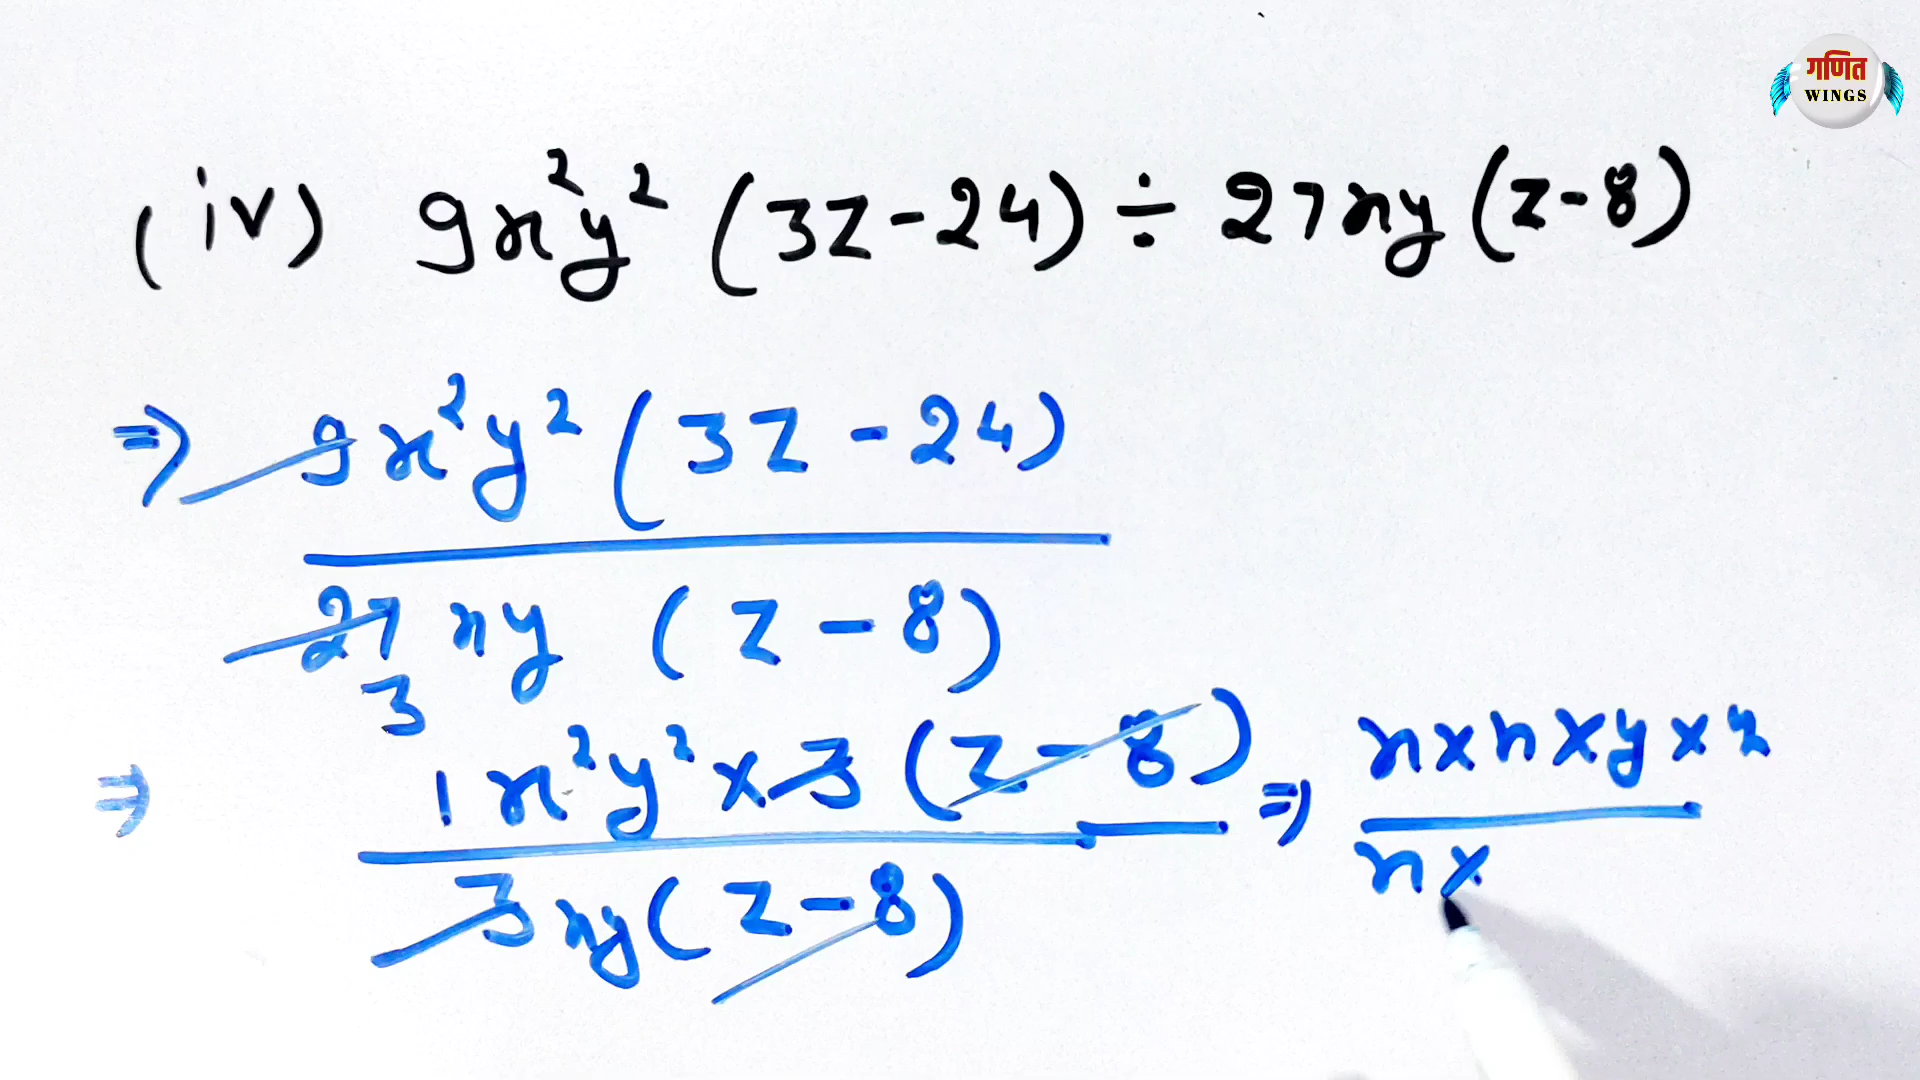 गणित
WINGS
(iv) 9x²y² (3z-24) ÷ 27xy (z-8)
⇒ 9x²y² (3z - 24)
27 xy (z - 8)
3
⇒ 1x²y² × 3 (z - 8) ⇒ x×x×y×y
3xy (z - 8) x×